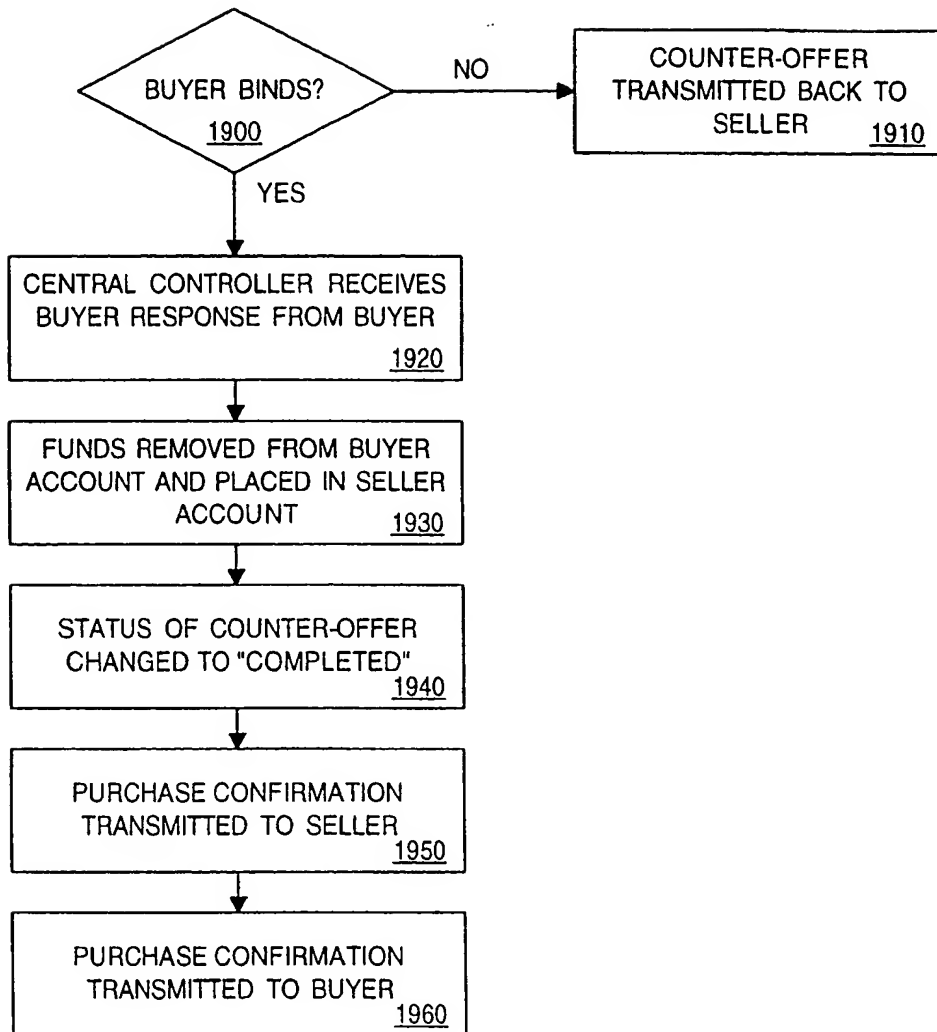 BUYER BINDS?
1900
NO
COUNTER-OFFER
TRANSMITTED BACK TO
SELLER
1910
YES
CENTRAL CONTROLLER RECEIVES
BUYER RESPONSE FROM BUYER
1920
FUNDS REMOVED FROM BUYER
ACCOUNT AND PLACED IN SELLER
ACCOUNT
1930
STATUS OF COUNTER-OFFER
CHANGED TO "COMPLETED"
1940
PURCHASE CONFIRMATION
TRANSMITTED TO SELLER
1950
PURCHASE CONFIRMATION
TRANSMITTED TO BUYER
1960